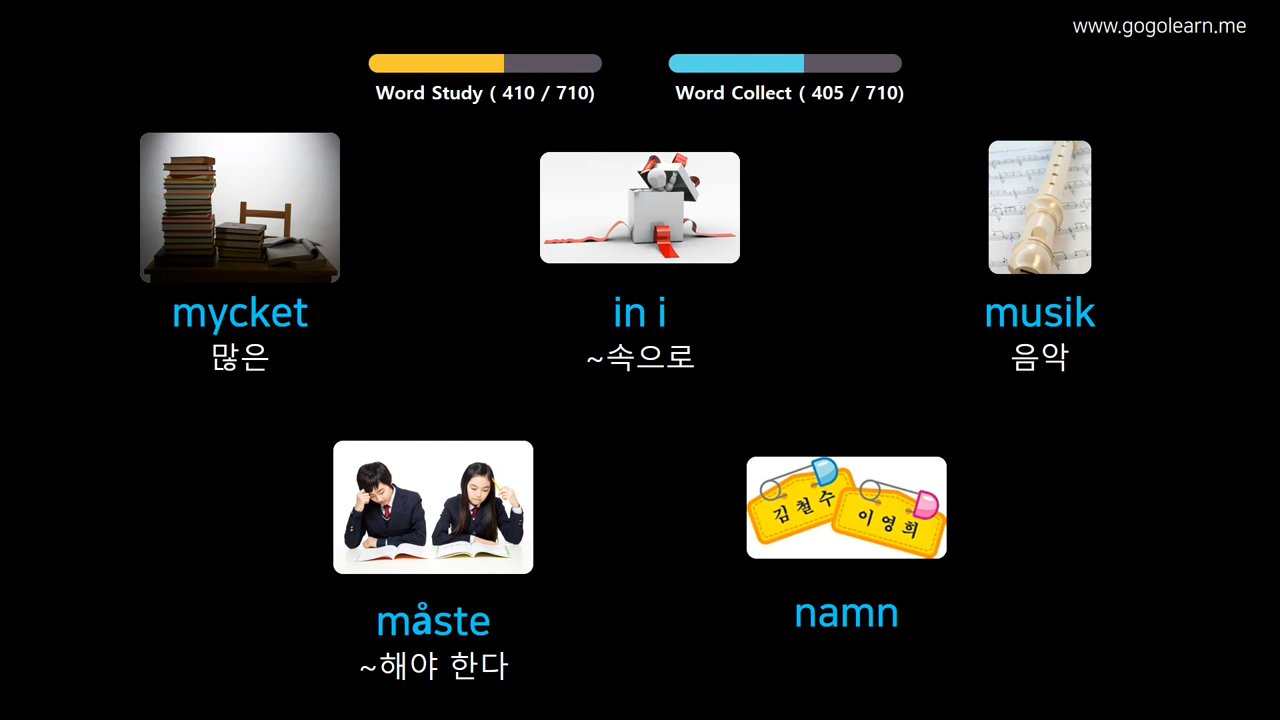 www.gogolearn.me
Word Study ( 410 / 710)
Word Collect ( 405 / 710)
mycket
많은
in i
~속으로
musik
음악
김철수
이영희
måste
~해야 한다
namn